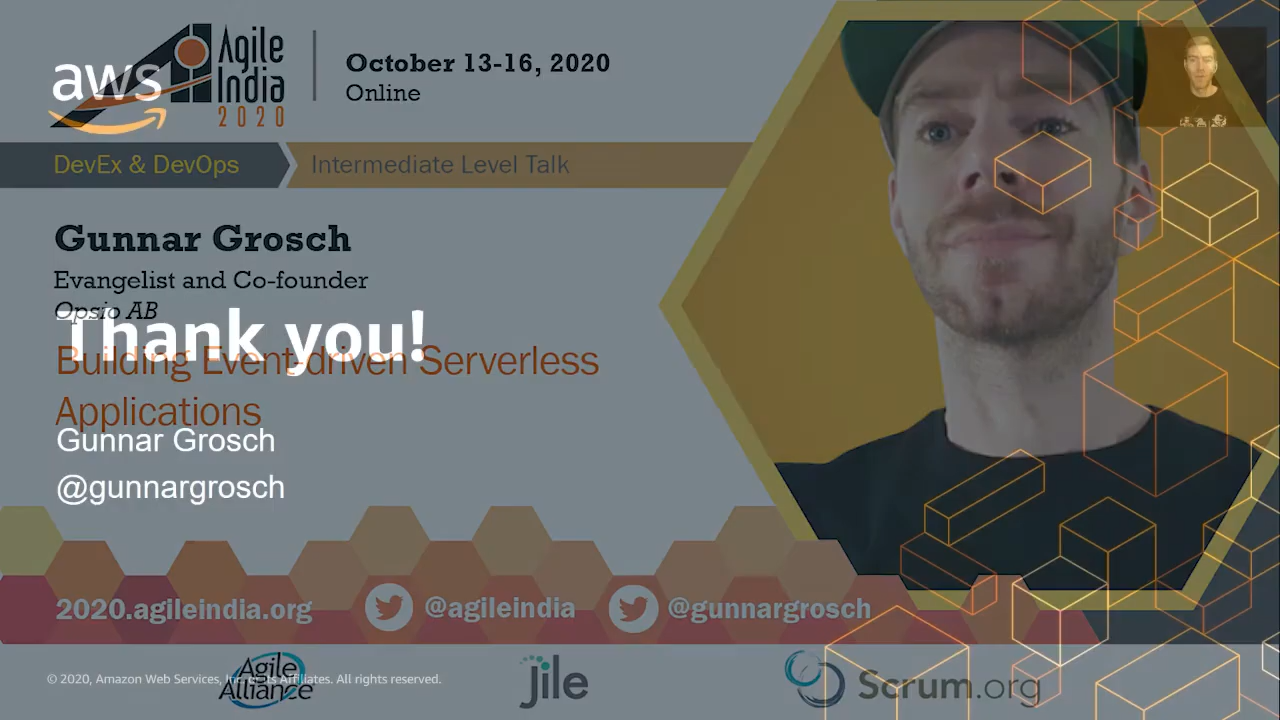 aws
Agile
India
2020
October 13-16, 2020
Online
DevEx & DevOps
Intermediate Level Talk
Gunnar Grosch
Evangelist and Co-founder
Opsio AB
Thank you!
Building Event-driven Serverless
Applications
Gunnar Grosch
@gunnargrosch
2020.agileindia.org
@agileindia
@gunnargrosch
© 2020, Amazon Web Services, Inc. or its Affiliates. All rights reserved.
Agile
Alliance
jile
Scrum.org